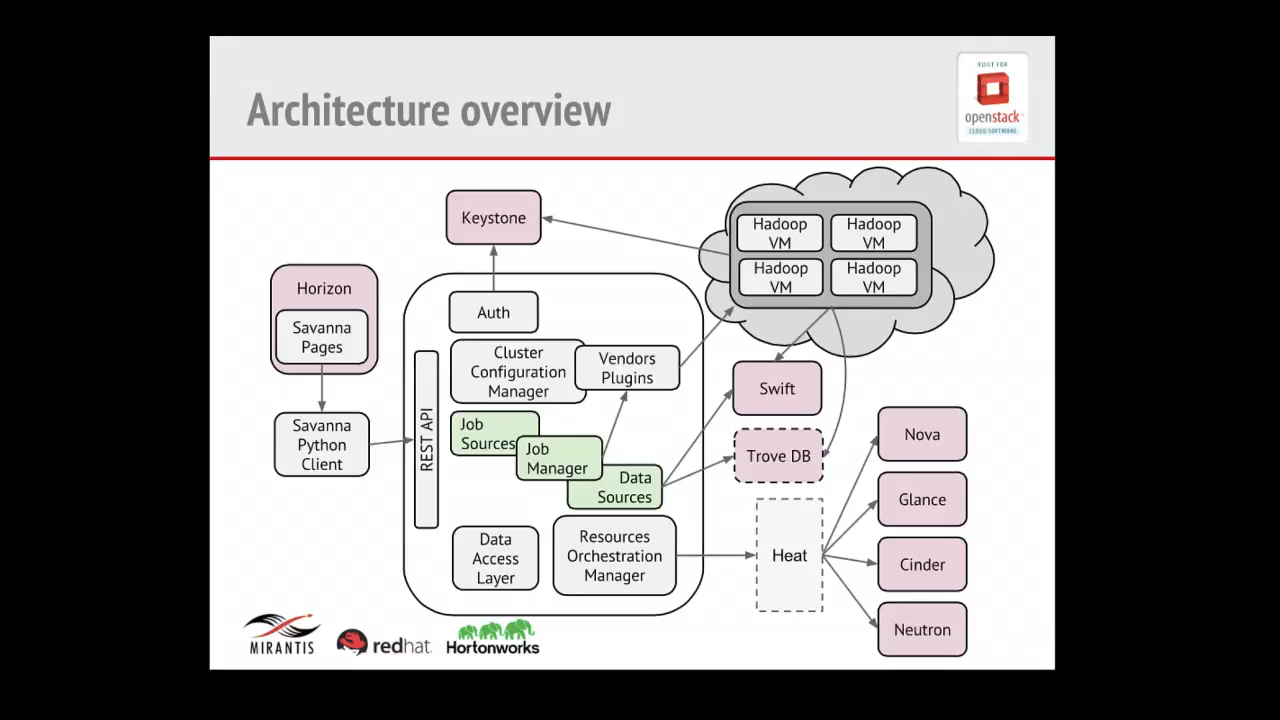 BUILT FOR
openstack
CLOUD SOFTWARE
Architecture overview
Keystone
Hadoop
VM
Hadoop
VM
Hadoop
VM
Hadoop
VM
Horizon
Savanna
Pages
Savanna
Python
Client
REST API
Auth
Cluster
Configuration
Manager
Vendors
Plugins
Job
Sources
Job
Manager
Data
Sources
Data
Access
Layer
Resources
Orchestration
Manager
Swift
Trove DB
Heat
Nova
Glance
Cinder
Neutron
MIRANTIS
redhat.
Hortonworks